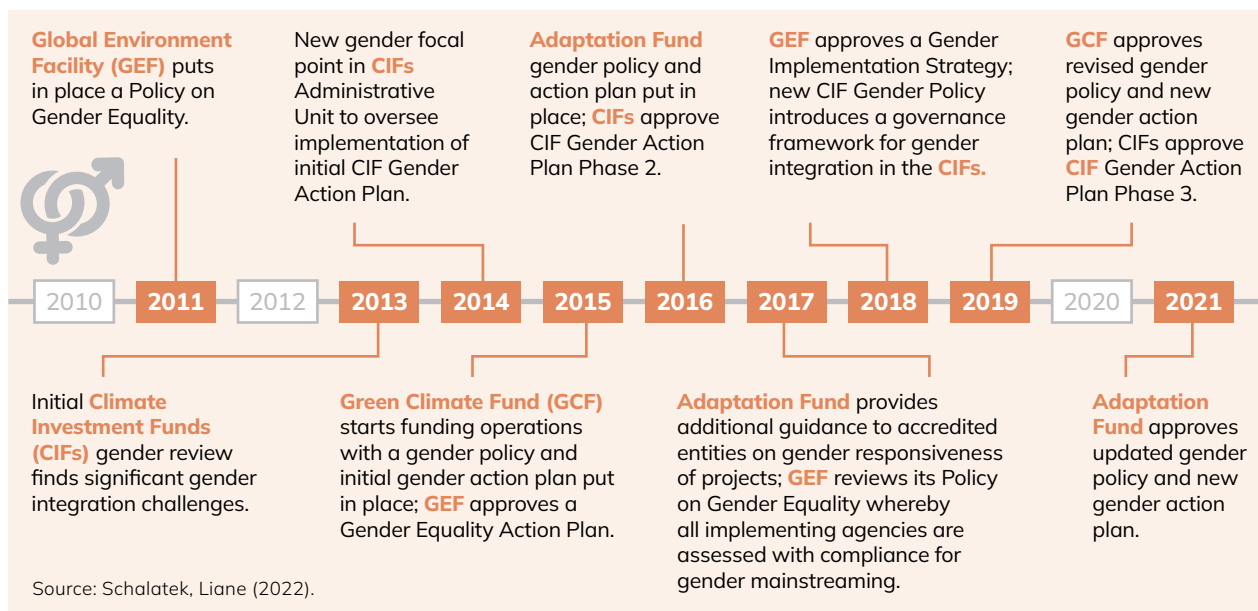 Global Environment
Facility (GEF) puts
in place a Policy on
Gender Equality.
New gender focal
point in CIFs
Administrative
Unit to oversee
implementation of
initial CIF Gender
Action Plan.
Adaptation Fund
gender policy and
action plan put in
place; CIFs approve
CIF Gender Action
Plan Phase 2.
GEF approves a Gender
Implementation Strategy;
new CIF Gender Policy
introduces a governance
framework for gender
integration in the CIFs.
GCF approves
revised gender
policy and new
gender action
plan; CIFs approve
CIF Gender Action
Plan Phase 3.
2010 2011 2012 2013 2014 2015 2016 2017 2018 2019 2020 2021
Initial Climate
Investment Funds
(CIFs) gender review
finds significant gender
integration challenges.
Green Climate Fund (GCF)
starts funding operations
with a gender policy and
initial gender action plan put
in place; GEF approves a
Gender Equality Action Plan.
Adaptation Fund provides
additional guidance to accredited
entities on gender responsiveness
of projects; GEF reviews its Policy
on Gender Equality whereby
all implementing agencies are
assessed with compliance for
gender mainstreaming.
Adaptation
Fund approves
updated gender
policy and new
gender action
plan.
Source: Schalatek, Liane (2022).